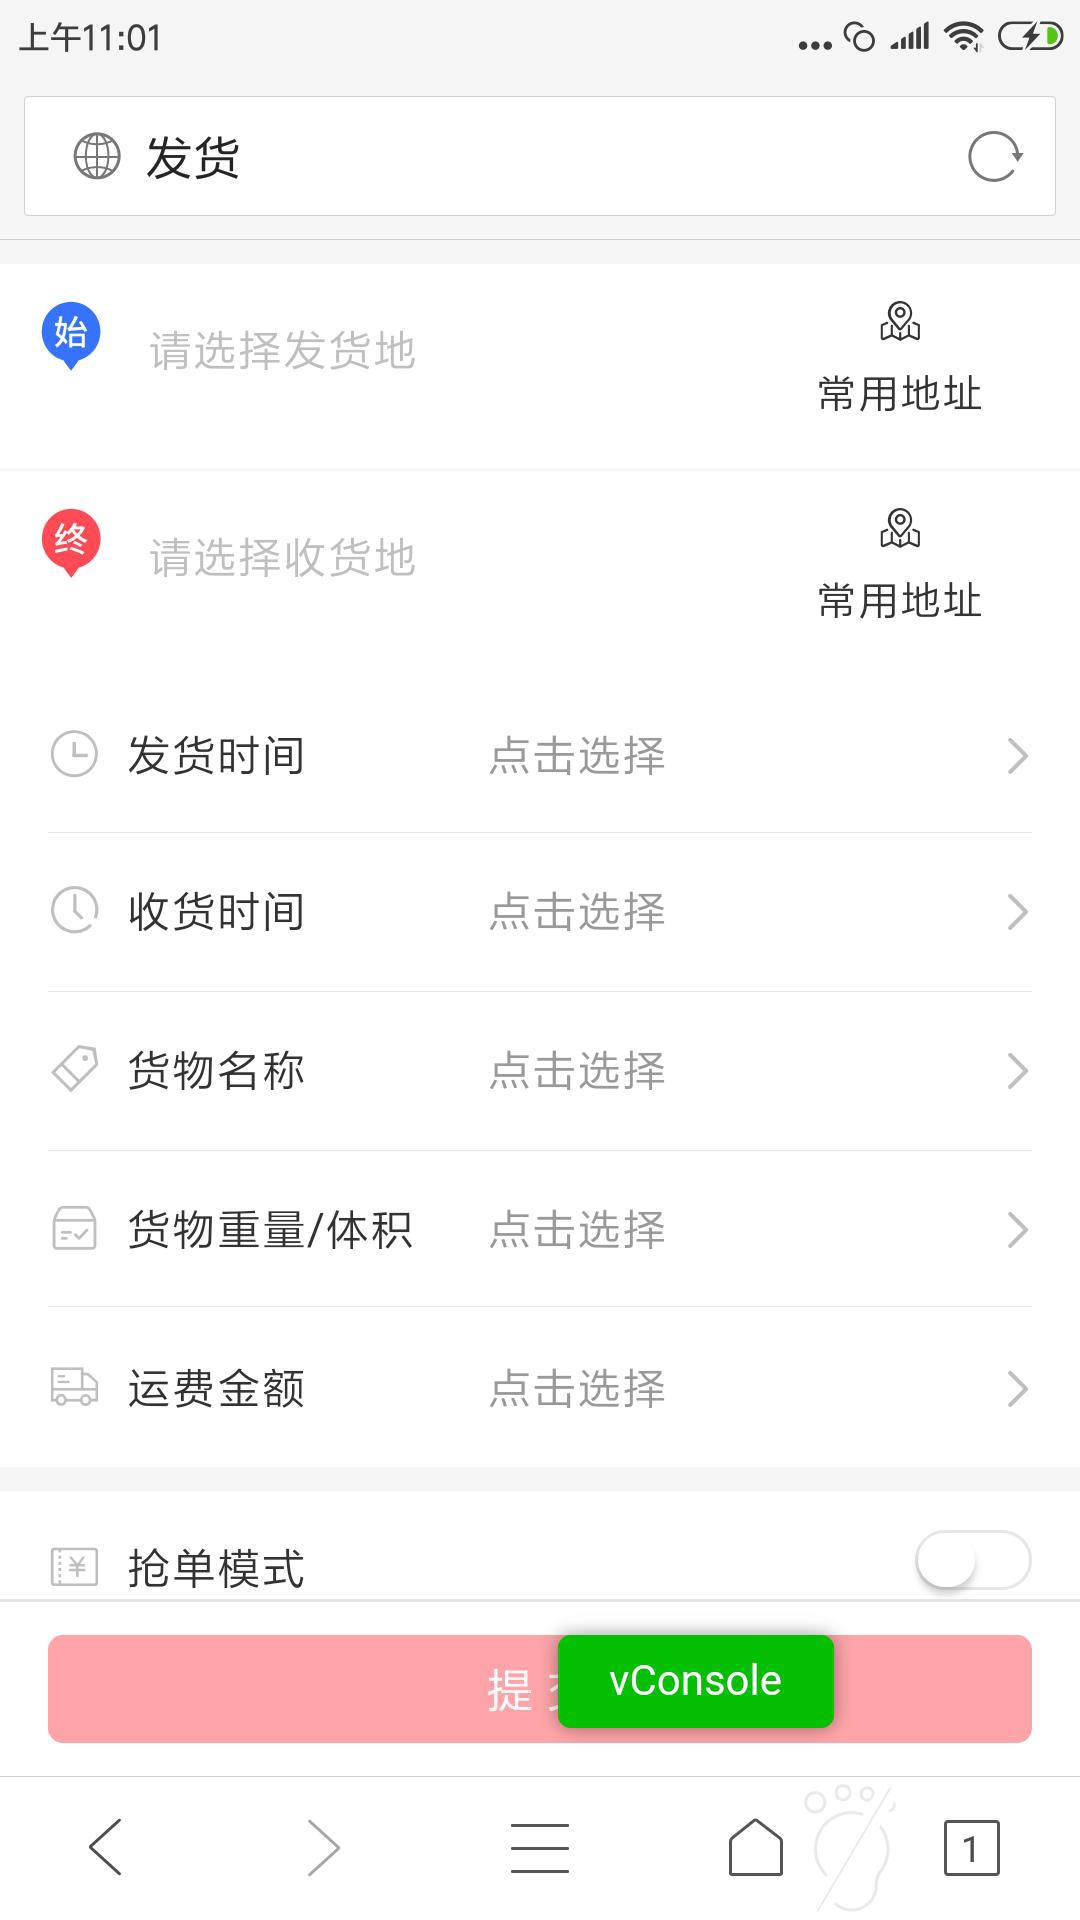 上午11:01
发货
始
请选择发货地
常用地址
终
请选择收货地
常用地址
发货时间 点击选择
收货时间 点击选择
货物名称 点击选择
货物重量/体积 点击选择
运费金额 点击选择
抢单模式
提
vConsole
1